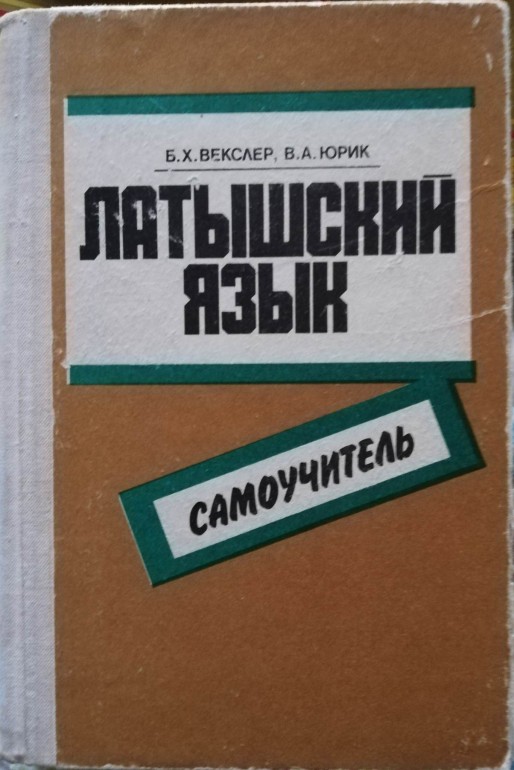 Б.Х.ВЕКСЛЕР, В.А.ЮРИК
ЛАТЫШСКИЙ
ЯЗЫК
САМОУЧИТЕЛЬ